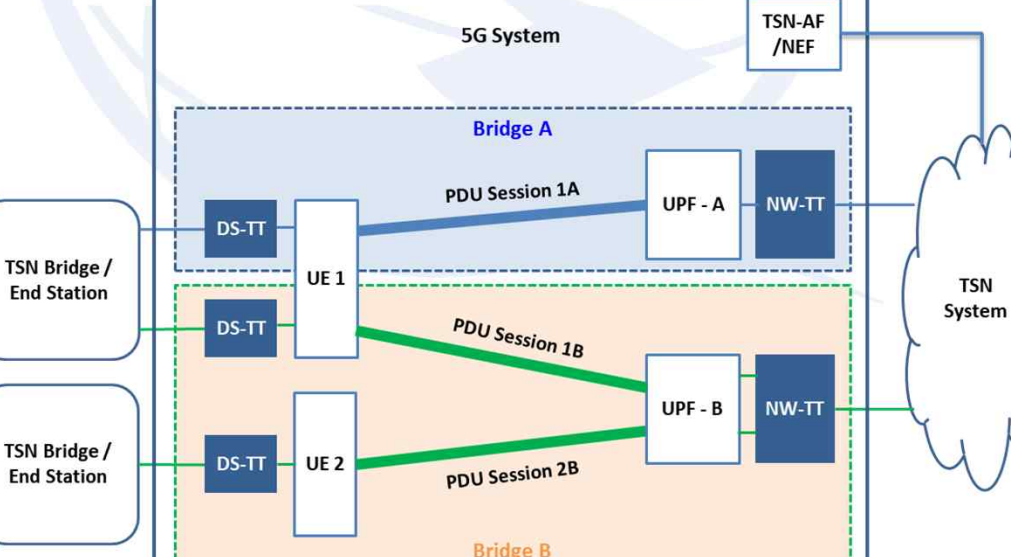 5G System
TSN-AF
/NEF
Bridge A
PDU Session 1A
UPF - A
NW-TT
DS-TT
TSN Bridge /
End Station
UE 1
TSN
System
DS-TT
PDU Session 1B
UPF - B
NW-TT
TSN Bridge /
End Station
DS-TT
UE 2
PDU Session 2B
Bridge B